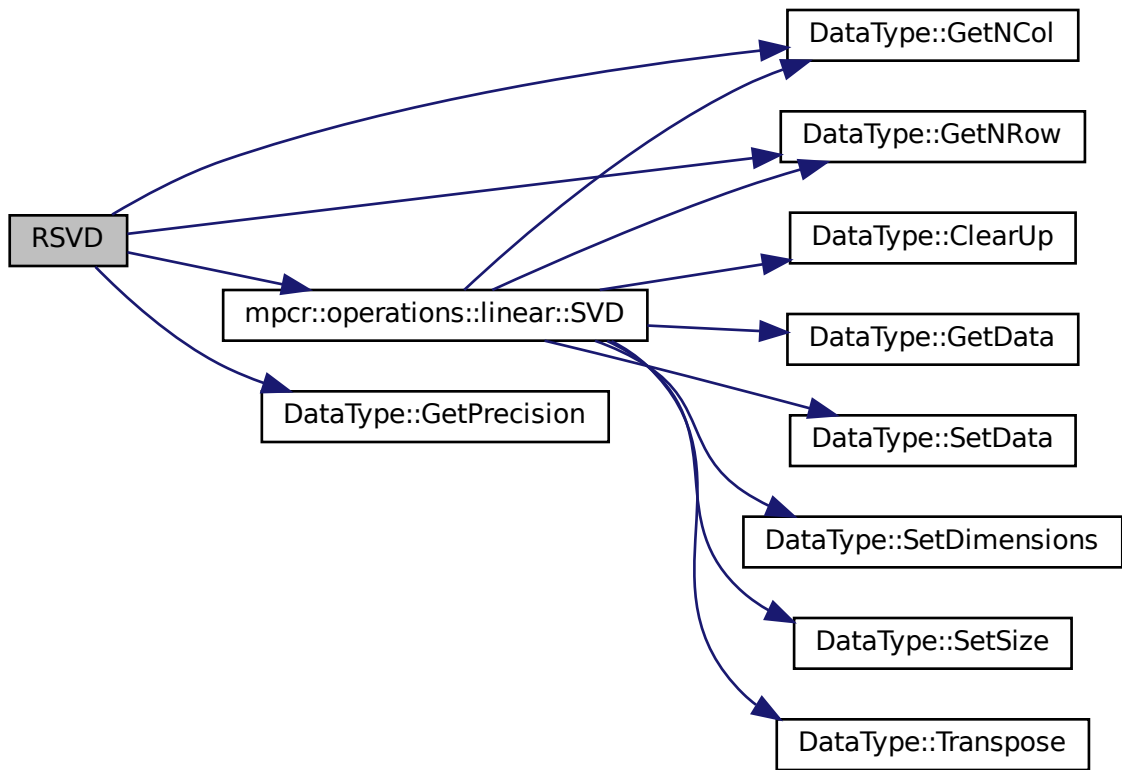 DataType::GetNCol
DataType::GetNRow
RSVD
DataType::ClearUp
mpcr::operations::linear::SVD
DataType::GetData
DataType::GetPrecision
DataType::SetData
DataType::SetDimensions
DataType::SetSize
DataType::Transpose